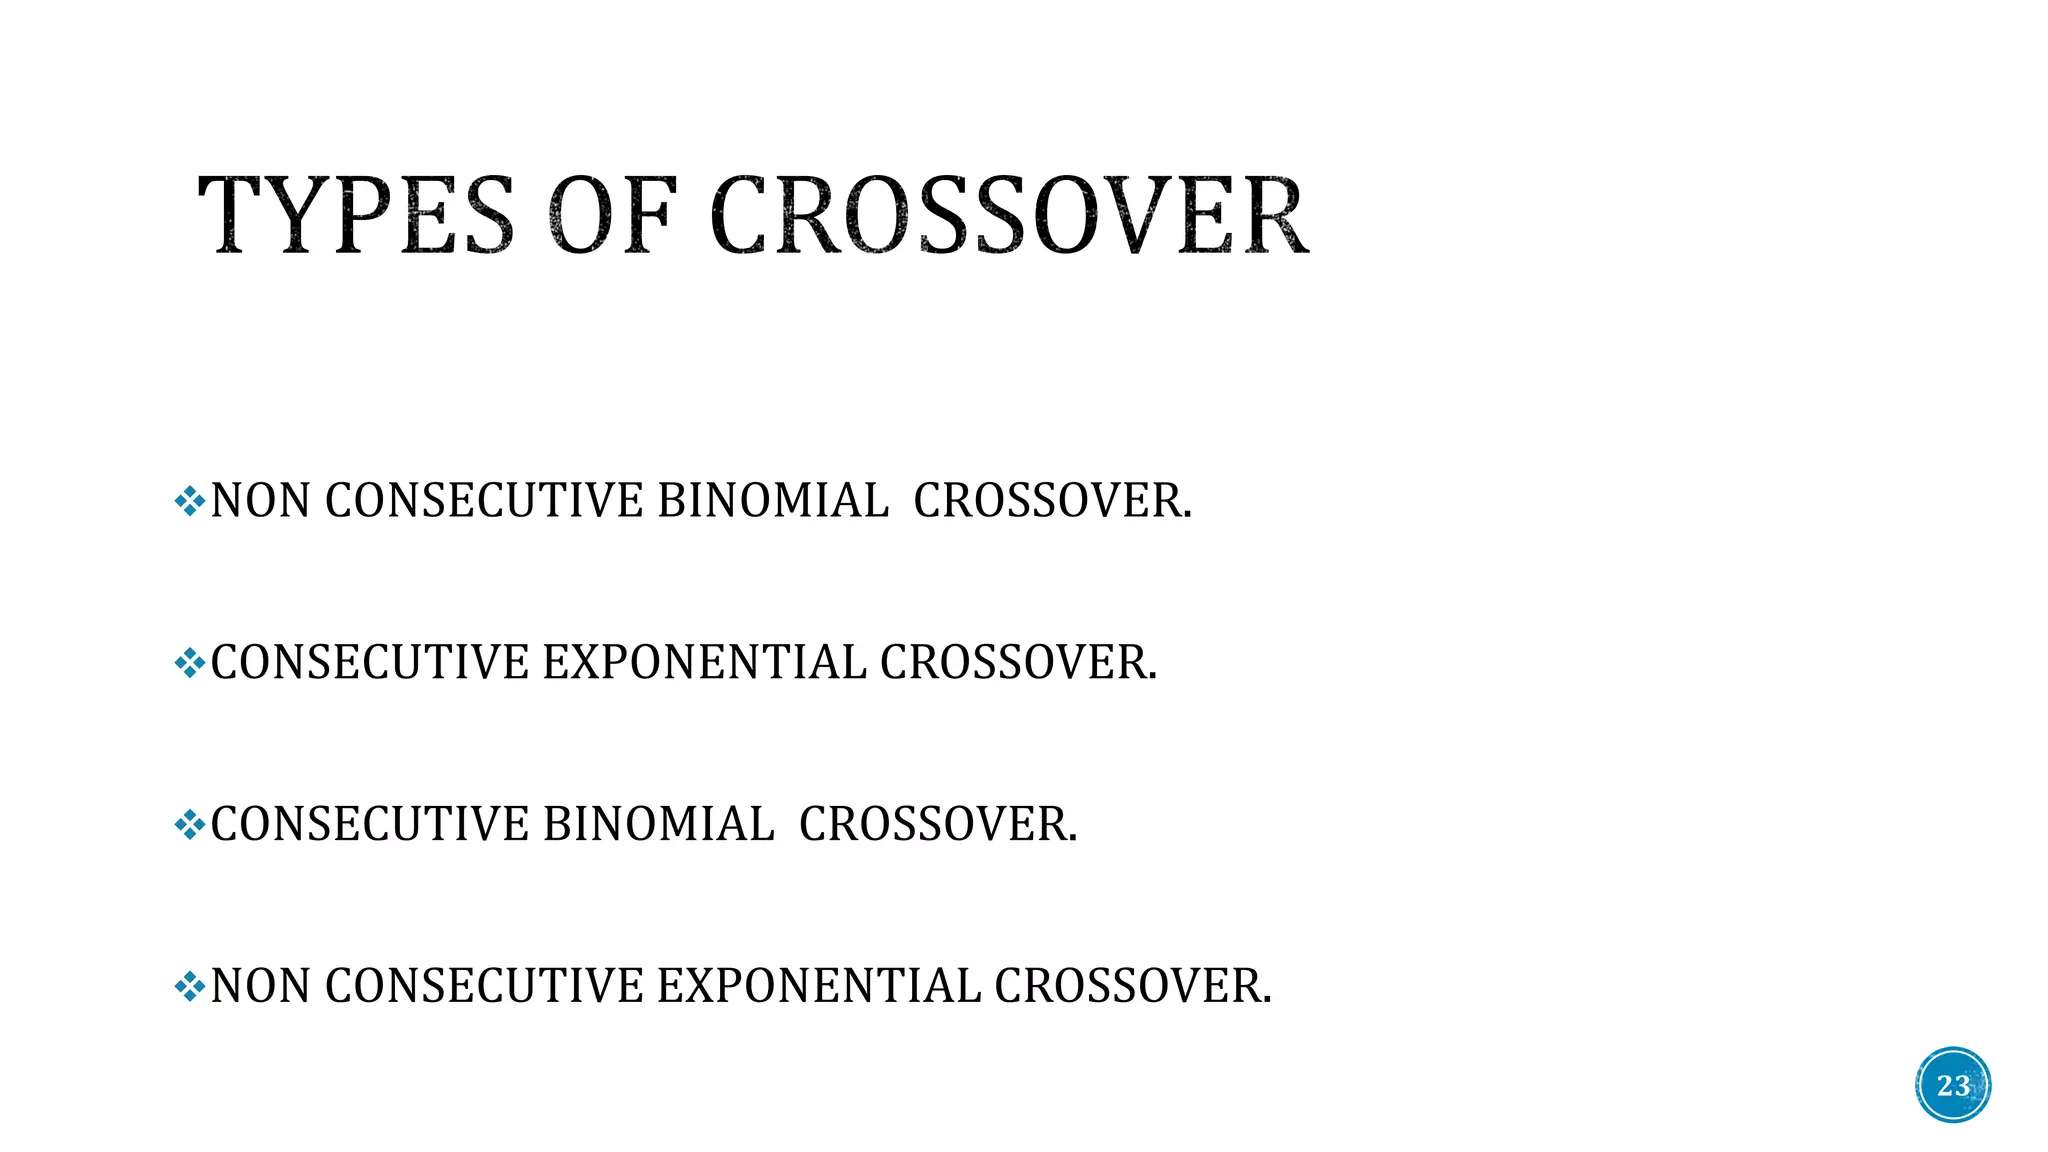 TYPES OF CROSSOVER
❖NON CONSECUTIVE BINOMIAL  CROSSOVER.
❖CONSECUTIVE EXPONENTIAL CROSSOVER.
❖CONSECUTIVE BINOMIAL  CROSSOVER.
❖NON CONSECUTIVE EXPONENTIAL CROSSOVER.
23